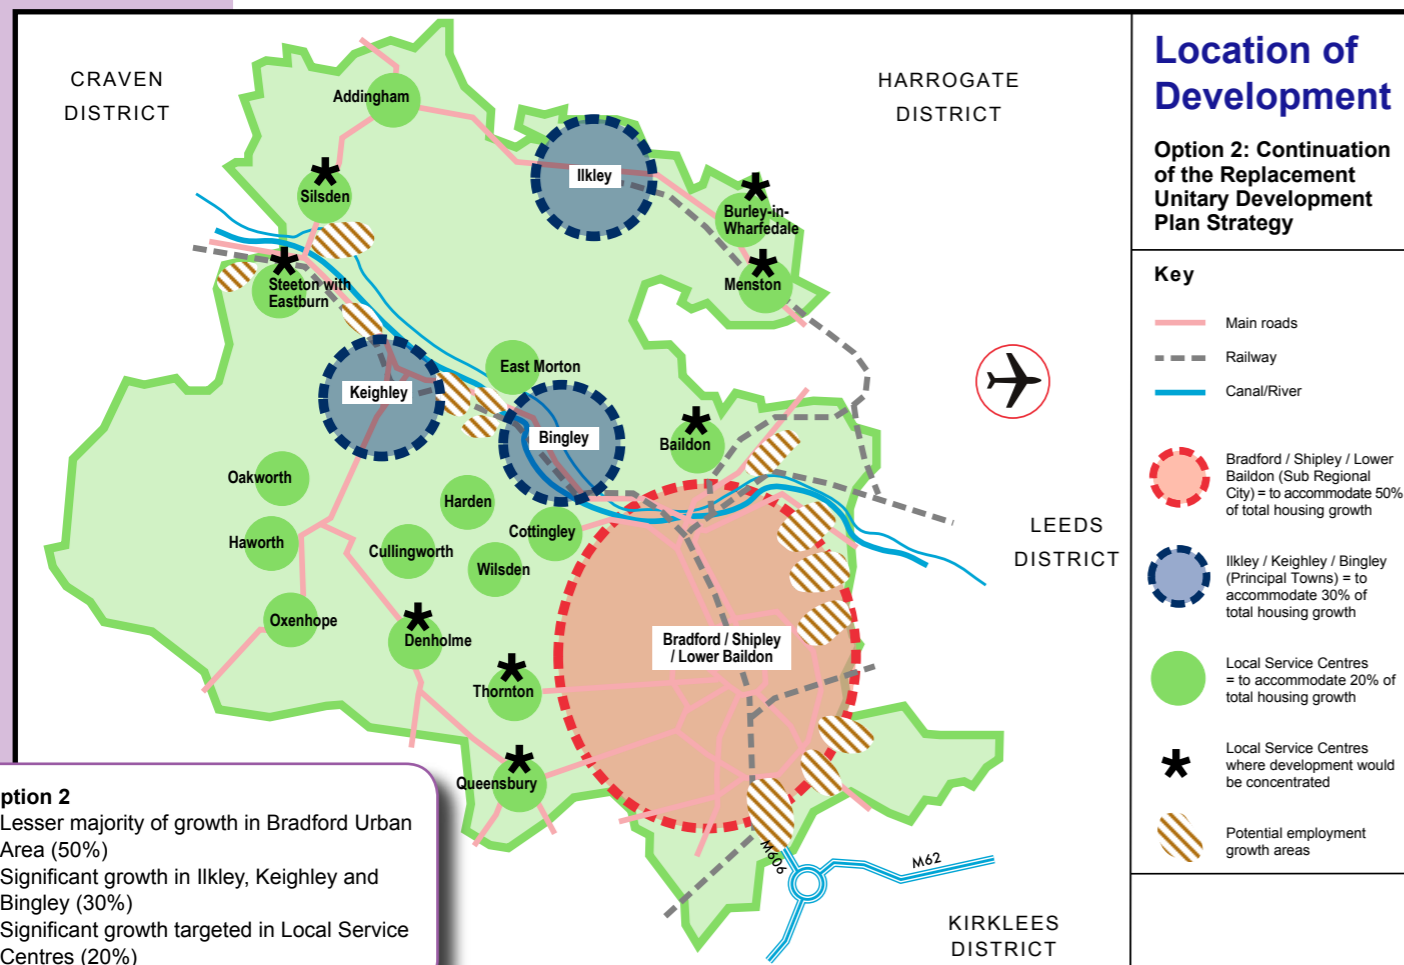 CRAVEN
DISTRICT
HARROGATE
DISTRICT
Addingham
Silsden
Ilkley
Burley-in-
Wharfedale
Menston
Steeton with
Eastburn
Keighley
East Morton
Bingley
Baildon
Oakworth
Harden
Haworth
Cullingworth
Cottingley
Wilsden
LEEDS
DISTRICT
Oxenhope
Denholme
Bradford / Shipley
/ Lower Baildon
Thornton
Queensbury
M606
M62
KIRKLEES
DISTRICT
Location of
Development
Option 2: Continuation
of the Replacement
Unitary Development
Plan Strategy
Key
Main roads
Railway
Canal/River
Bradford / Shipley / Lower
Baildon (Sub Regional
City) = to accommodate 50%
of total housing growth
Ilkley / Keighley / Bingley
(Principal Towns) = to
accommodate 30% of
total housing growth
Local Service Centres
= to accommodate 20% of
total housing growth
Local Service Centres
where development would
be concentrated
Potential employment
growth areas
ption 2
Lesser majority of growth in Bradford Urban
Area (50%)
Significant growth in Ilkley, Keighley and
Bingley (30%)
Significant growth targeted in Local Service
Centres (20%)